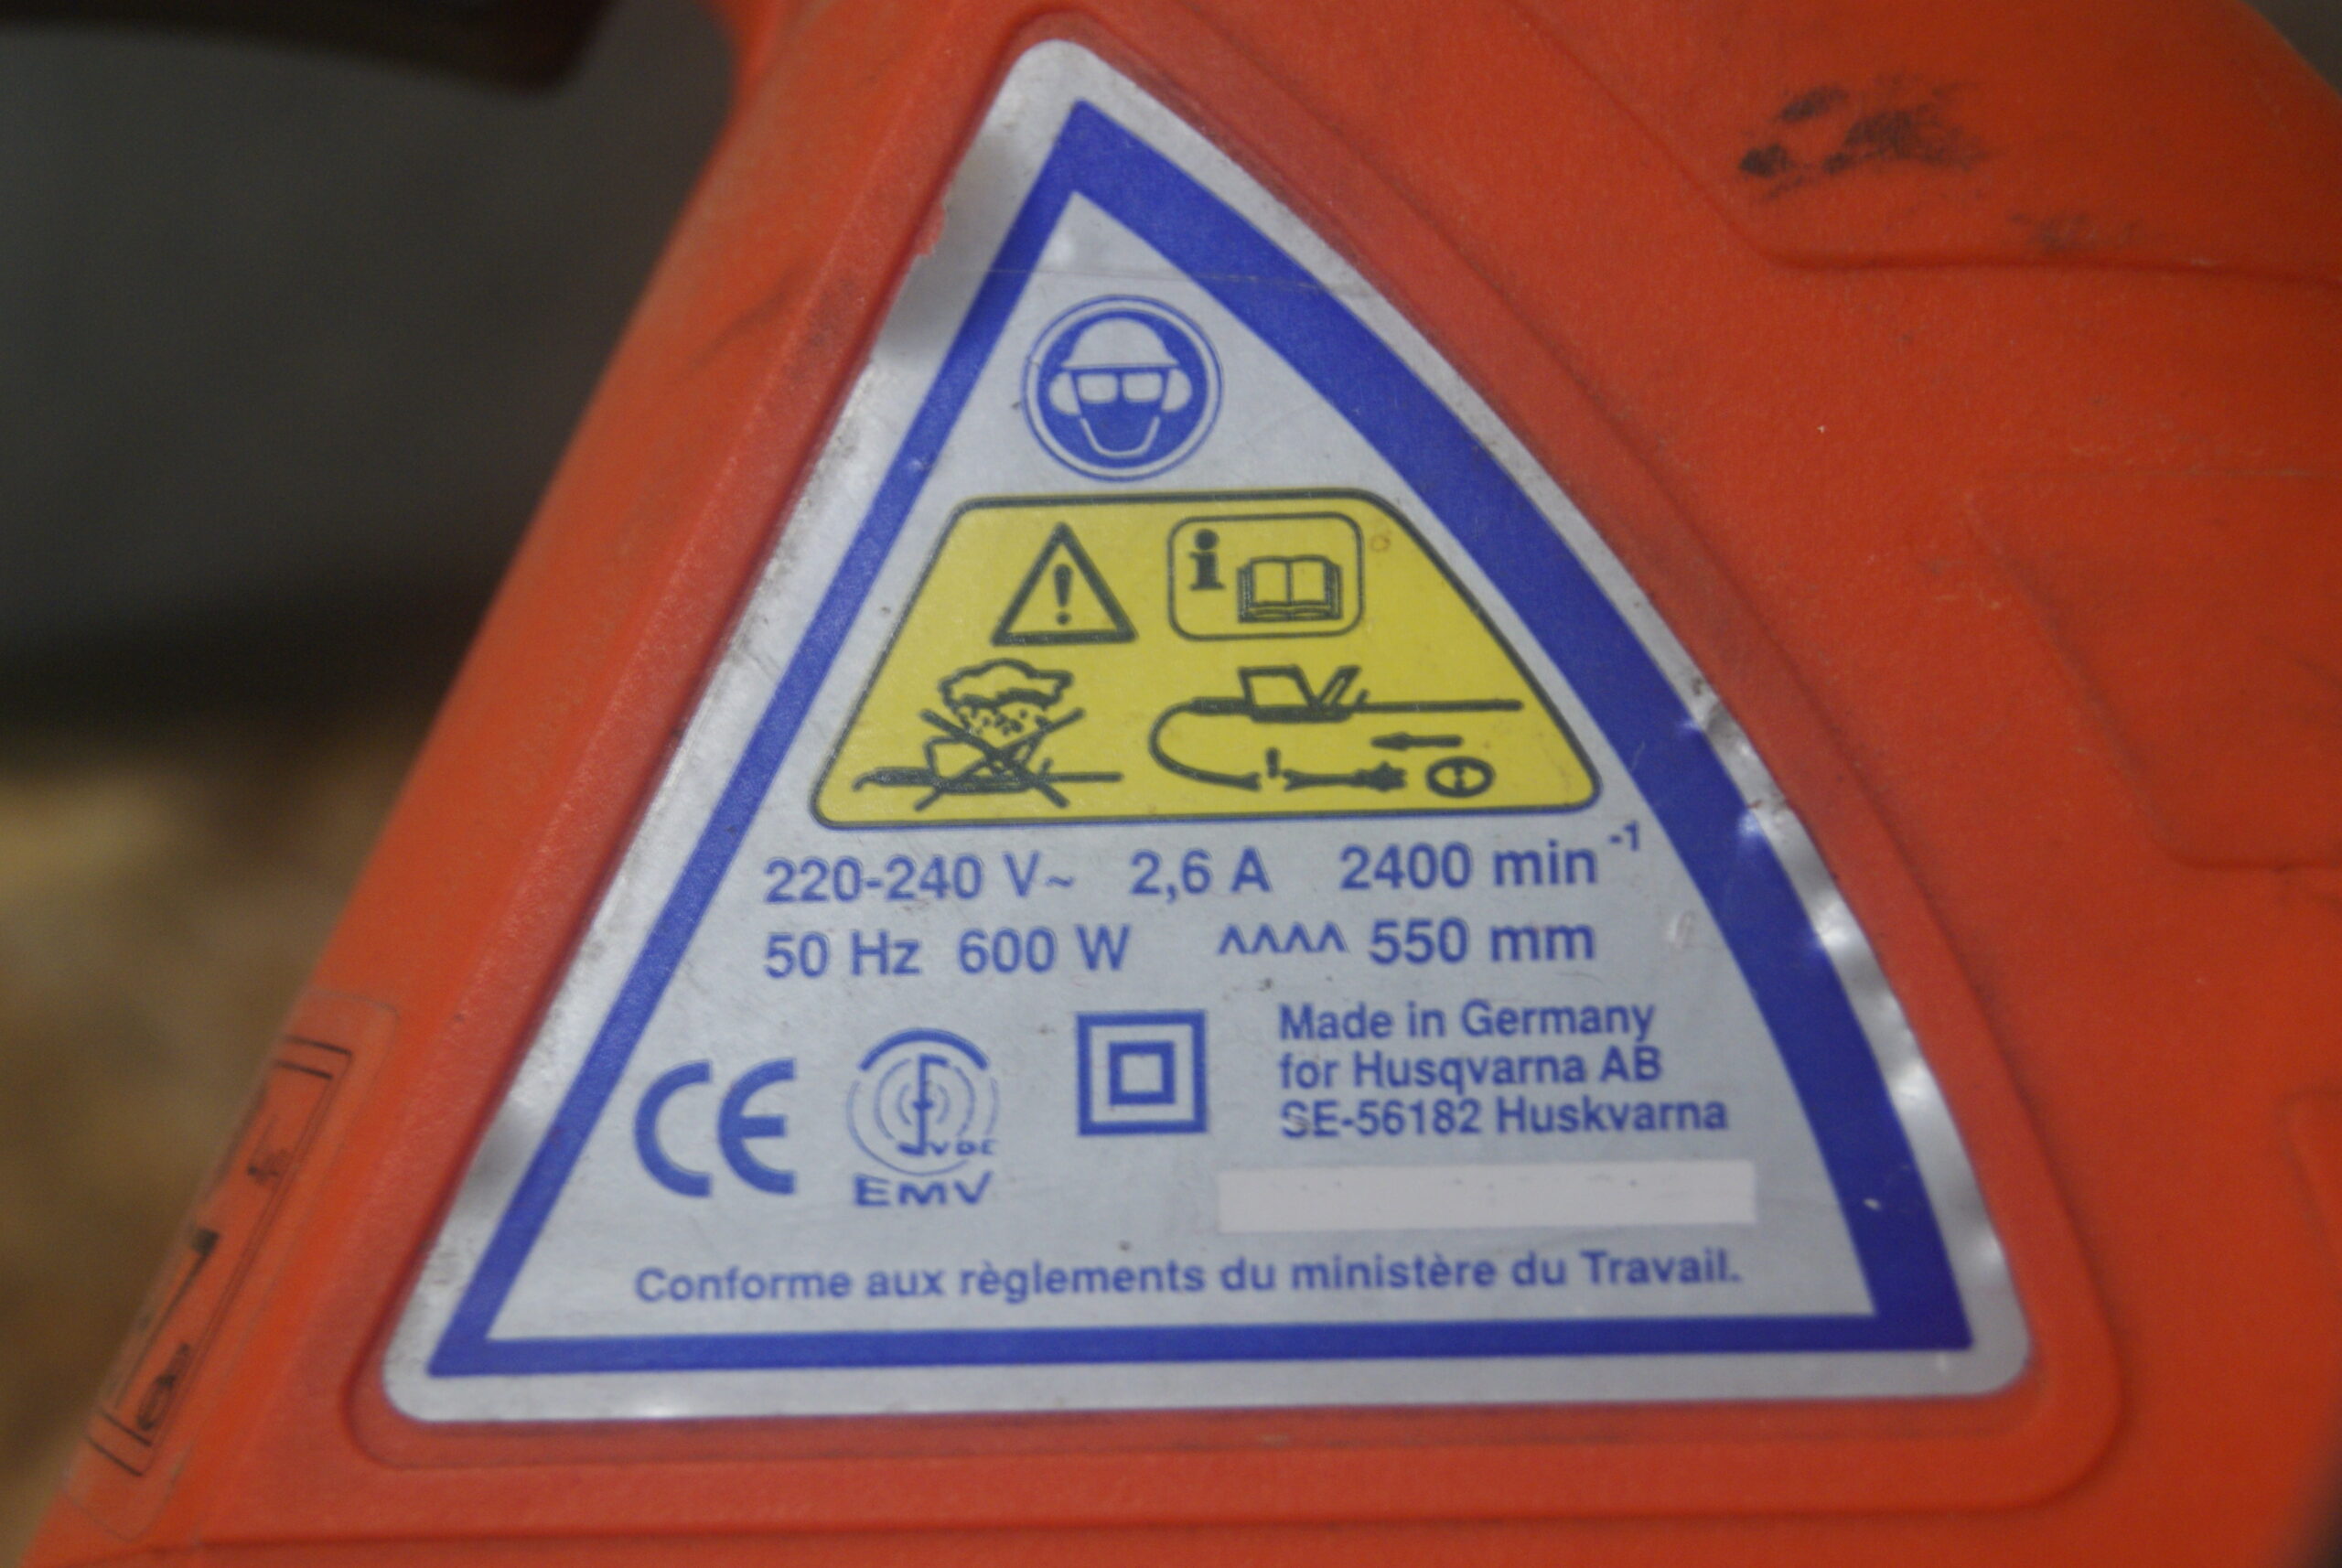 220-240 V~ 2,6 A 2400 min⁻¹
50 Hz 600 W ^^^^ 550 mm
CE
VDE
EMV
Made in Germany
for Husqvarna AB
SE-56182 Huskvarna
Conforme aux règlements du ministère du Travail.